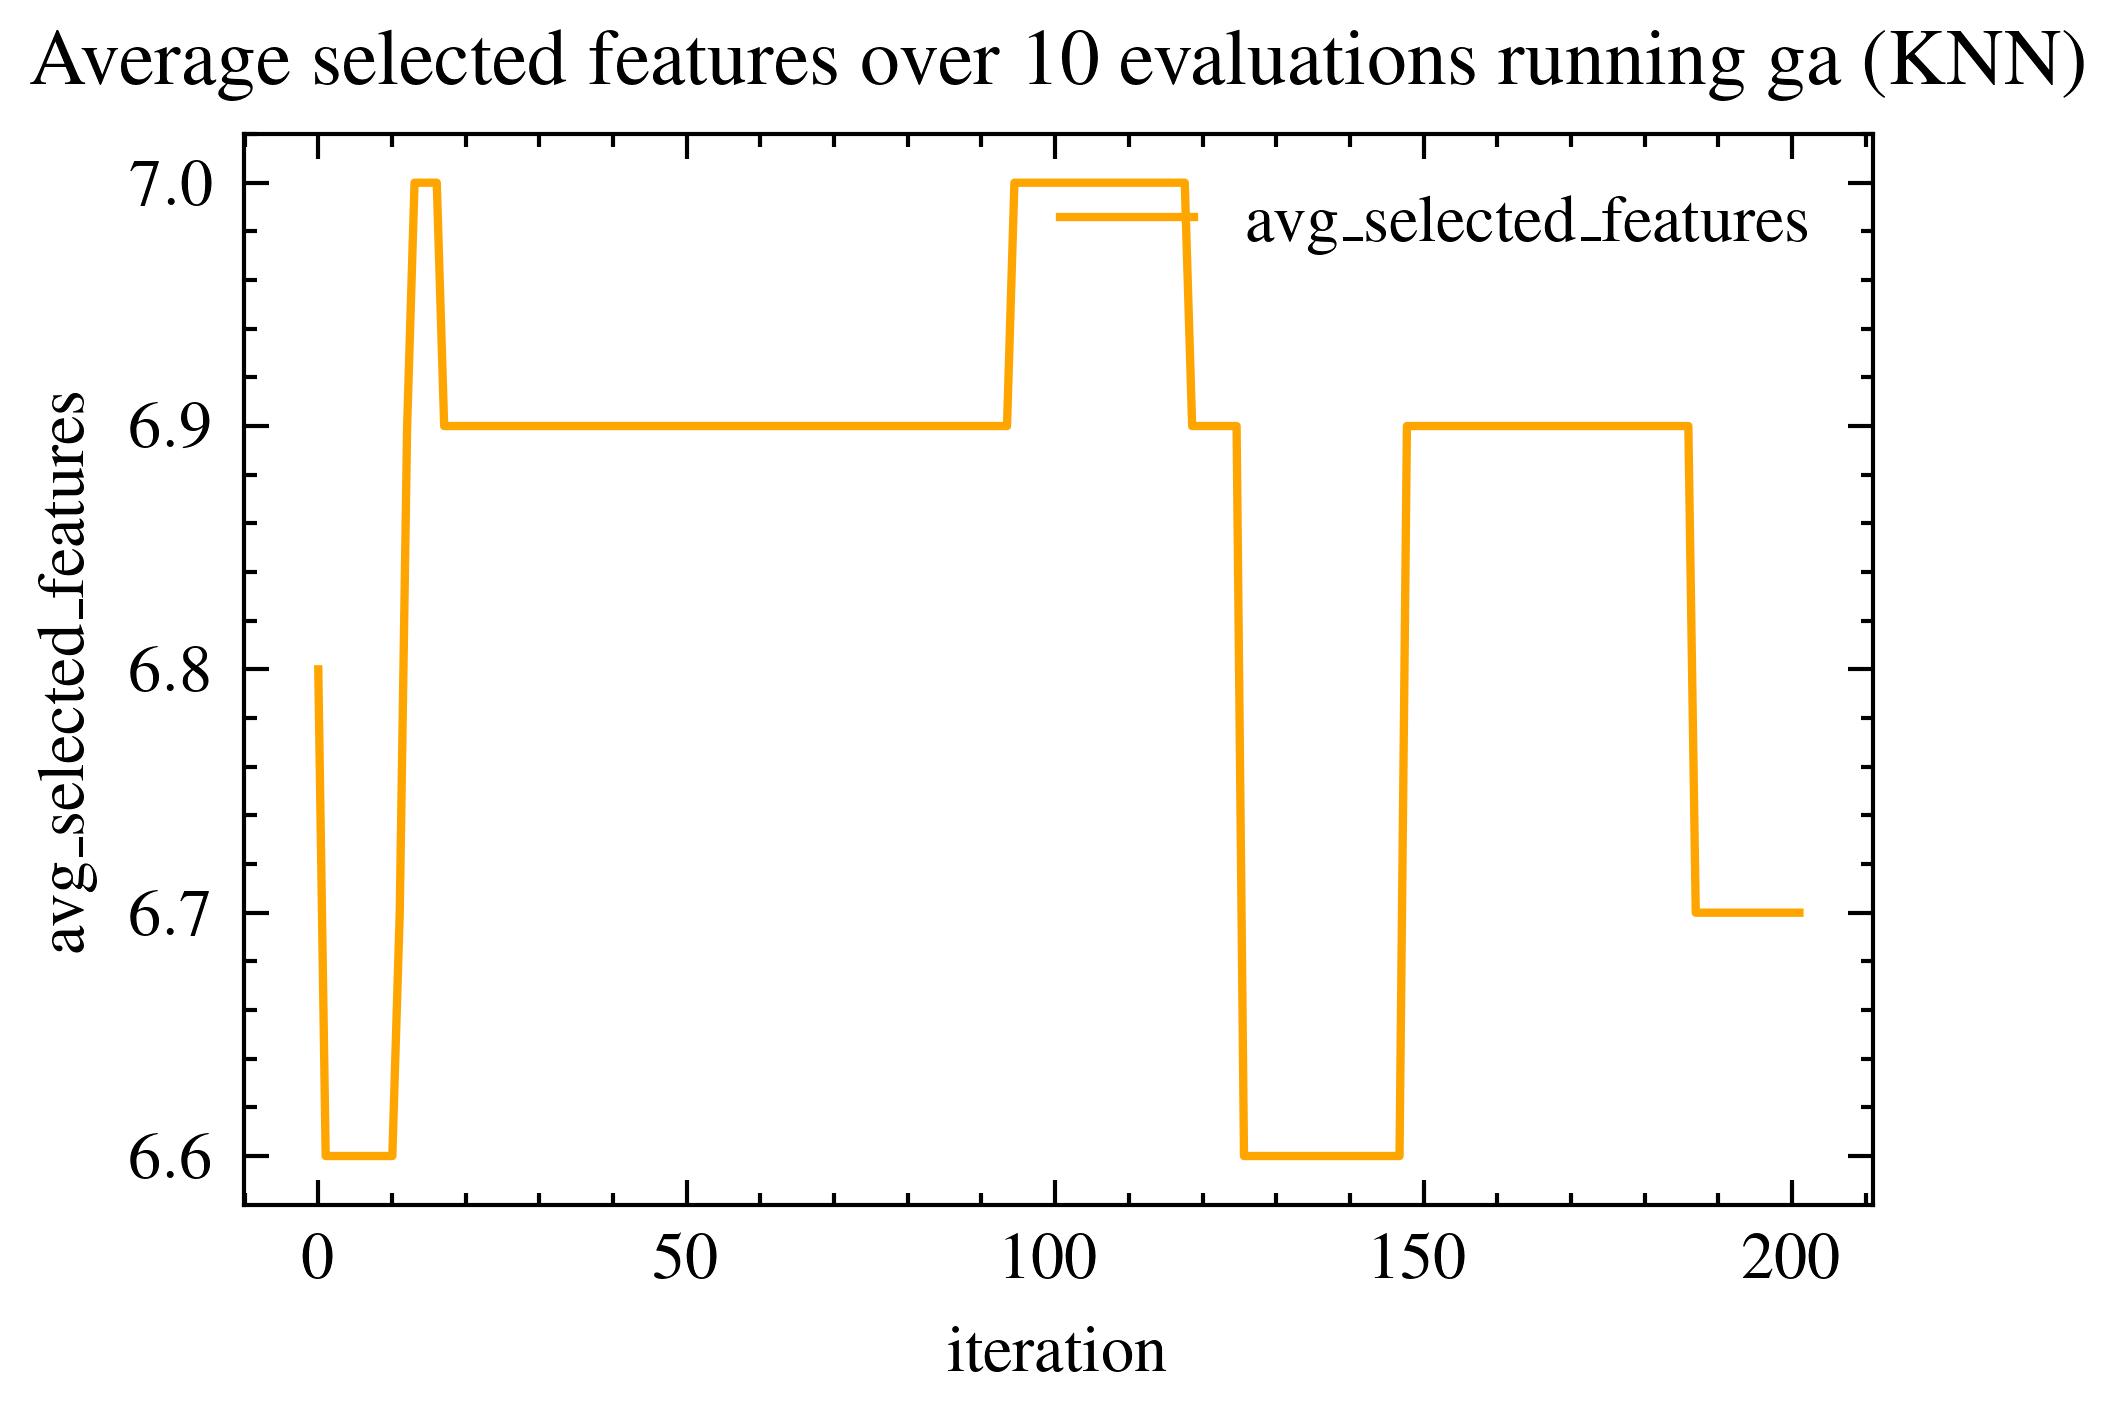 Average selected features over 10 evaluations running ga (KNN)
avg_selected_features
7.0
6.9
6.8
6.7
6.6
avg_selected_features
0 50 100 150 200
iteration